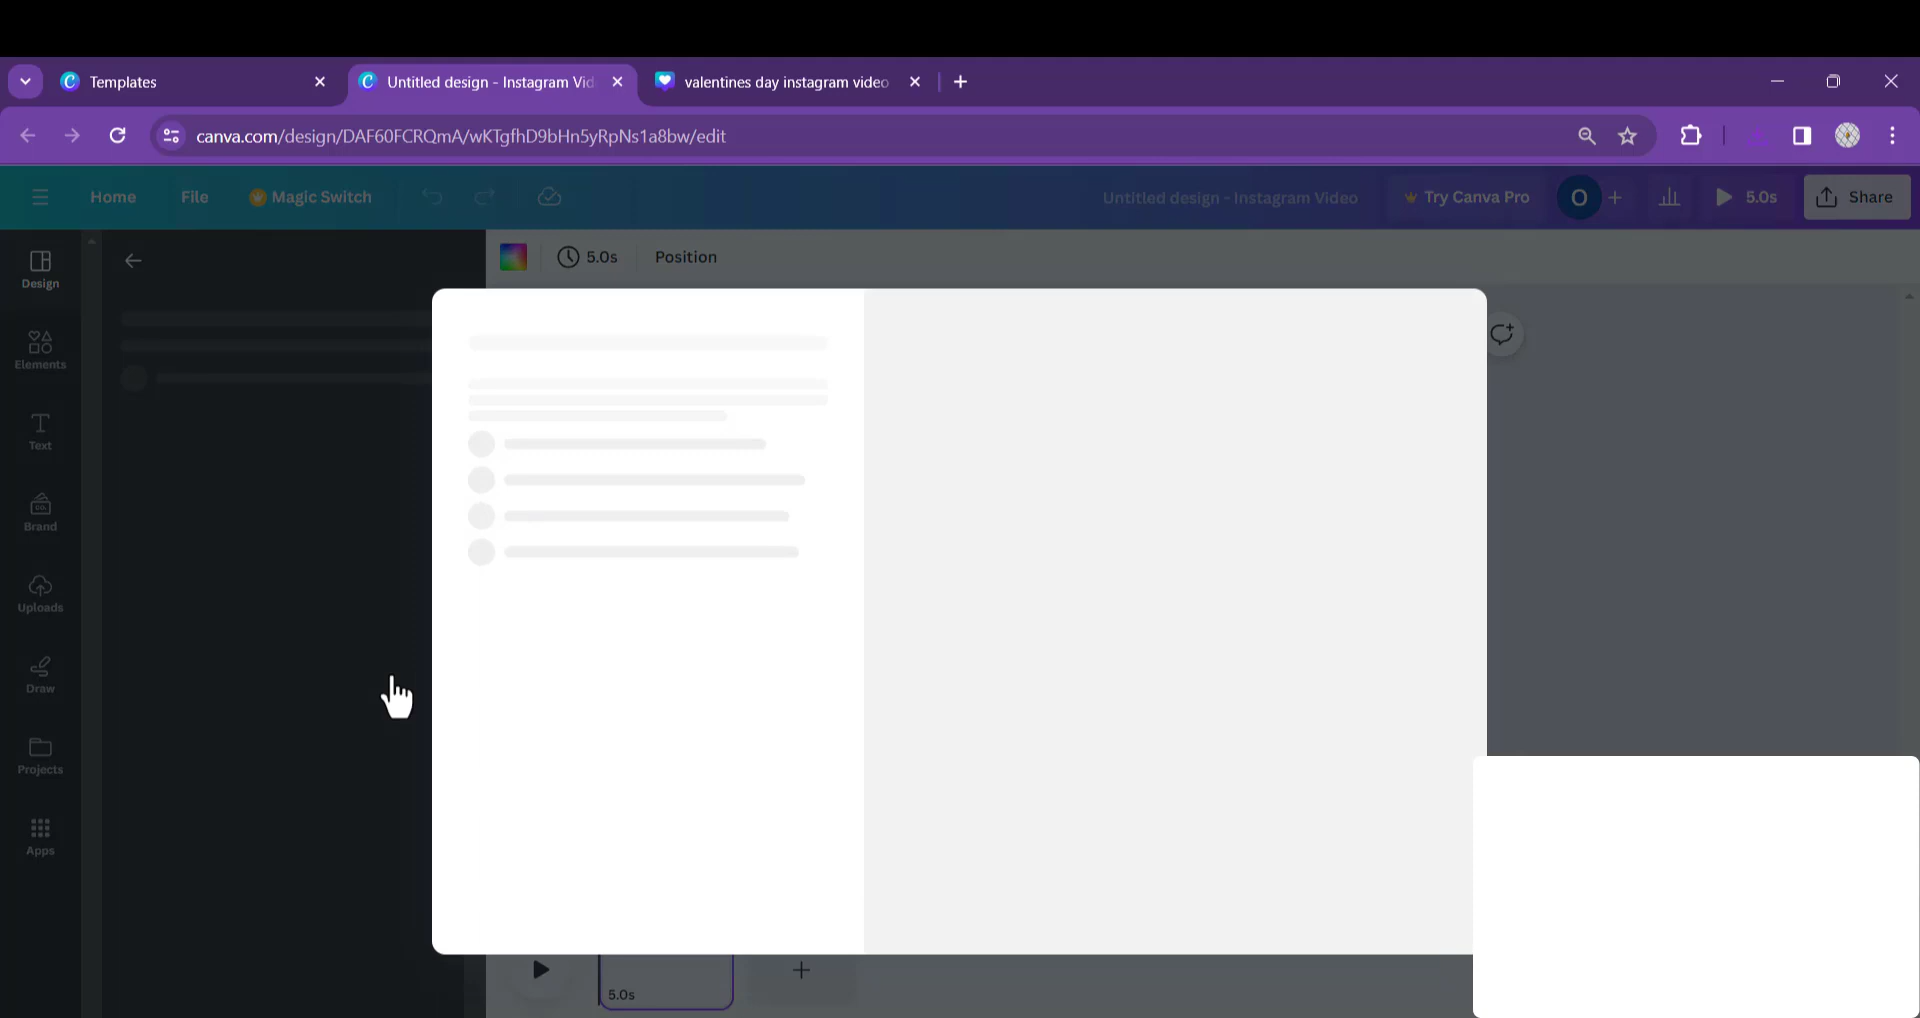 Templates
Untitled design - Instagram Vid
valentines day instagram video
canva.com/design/DAF60FCRQmA/wKTgfhD9bHn5yRpNs1a8bw/edit
Home
File
Magic Switch
Untitled design - Instagram Video
Try Canva Pro
O
5.0s
Share
5.0s
Position
Design
Elements
Text
CO.
Brand
Uploads
Draw
Projects
Apps
5.0s